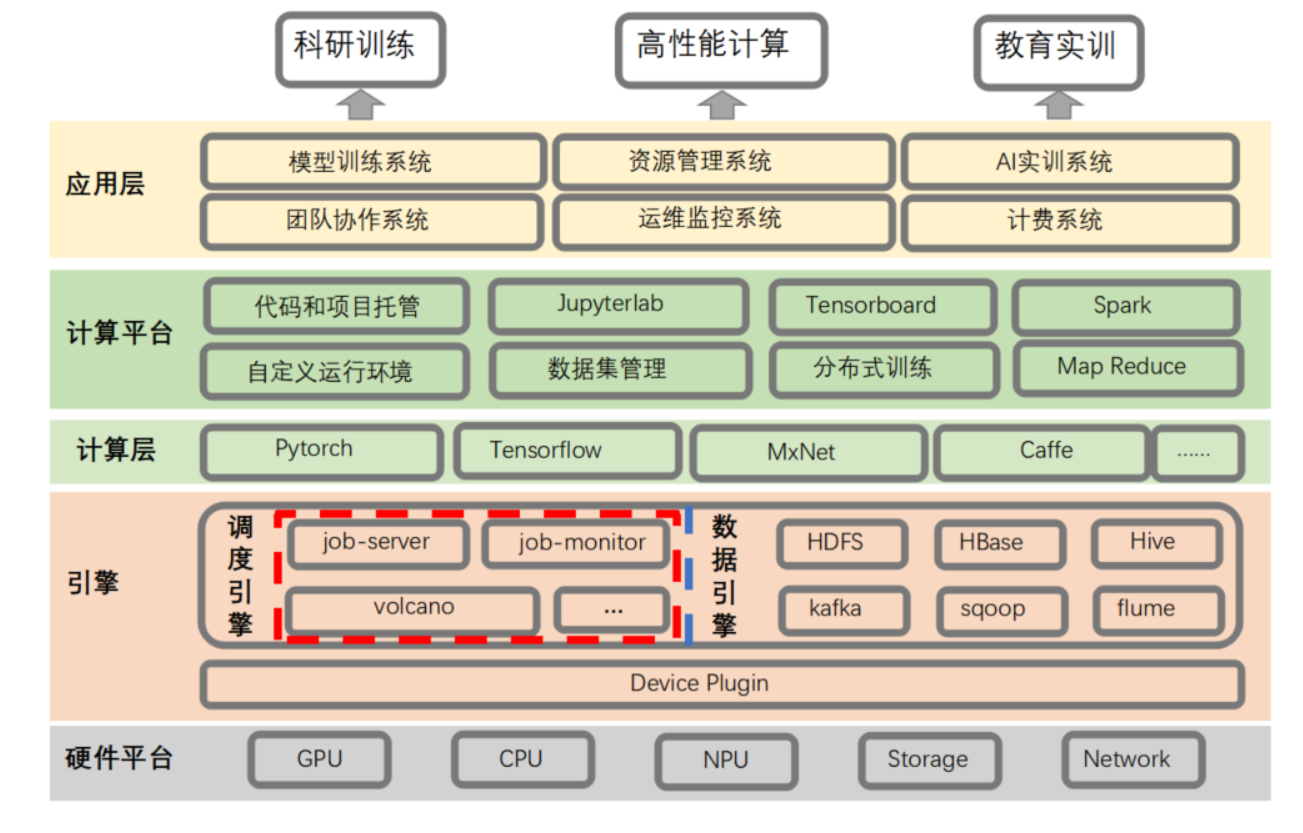 科研训练
高性能计算
教育实训
应用层
模型训练系统
资源管理系统
AI实训系统
团队协作系统
运维监控系统
计费系统
计算平台
代码和项目托管
Jupyterlab
Tensorboard
Spark
自定义运行环境
数据集管理
分布式训练
Map Reduce
计算层
Pytorch
Tensorflow
MxNet
Caffe
……
引擎
调度引擎
job-server
job-monitor
volcano
...
数据引擎
HDFS
HBase
Hive
kafka
sqoop
flume
Device Plugin
硬件平台
GPU
CPU
NPU
Storage
Network